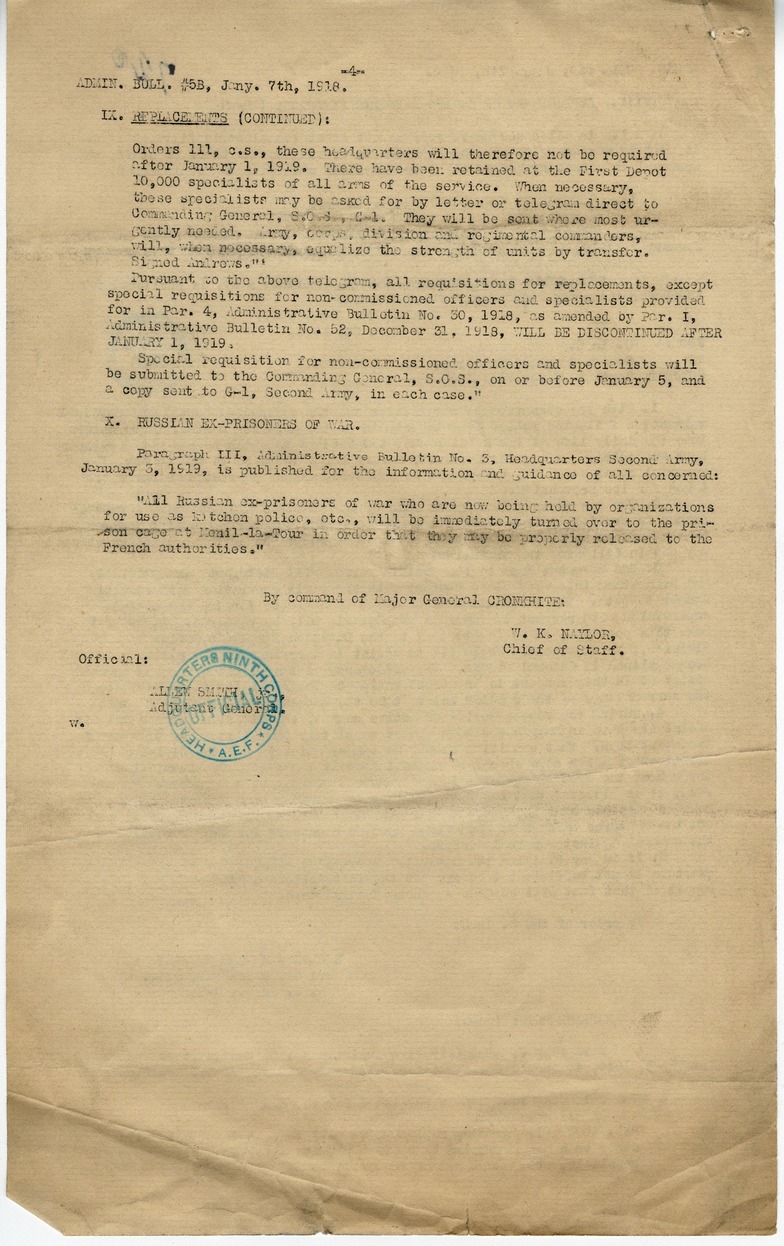 -4-
ADMIN. BULL. #5B, Jany. 7th, 1918.
IX. REPLACEMENTS (CONTINUED):
Orders 111, c.s., these headquarters will therefore not be required
after January 1, 1919. There have been retained at the First Depot
10,000 specialists of all arms of the service. When necessary,
these specialists may be asked for by letter or telegram direct to
Commanding General, S.O.S., G-1. They will be sent where most ur-
gently needed. Army, corps, division and regimental commanders,
will, when necessary, equalize the strength of units by transfer.
Signed Andrews."'
Pursuant to the above telegram, all requisitions for replacements, except
special requisitions for non-commissioned officers and specialists provided
for in Par. 4, Administrative Bulletin No. 30, 1918, as amended by Par. I,
Administrative Bulletin No. 52, December 31, 1918, WILL BE DISCONTINUED AFTER
JANUARY 1, 1919.
Special requisition for non-commissioned officers and specialists will
be submitted to the Commanding General, S.O.S., on or before January 5, and
a copy sent to G-1, Second Army, in each case."
X. RUSSIAN EX-PRISONERS OF WAR.
Paragraph III, Administrative Bulletin No. 3, Headquarters Second Army,
January 3, 1919, is published for the information and guidance of all concerned:
"All Russian ex-prisoners of war who are now being held by organizations
for use as kitchen police, etc., will be immediately turned over to the pri-
son cage at Menil-la-Tour in order that they may be properly released to the
French authorities."
By command of Major General CRONKHITE:
W. K. NAYLOR,
Chief of Staff.
Official:
ALLEN SMITH, jr.,
Adjutant General.
w.
HEADQUARTERS NINTH CORPS
OFFICIAL
* A.E.F. *